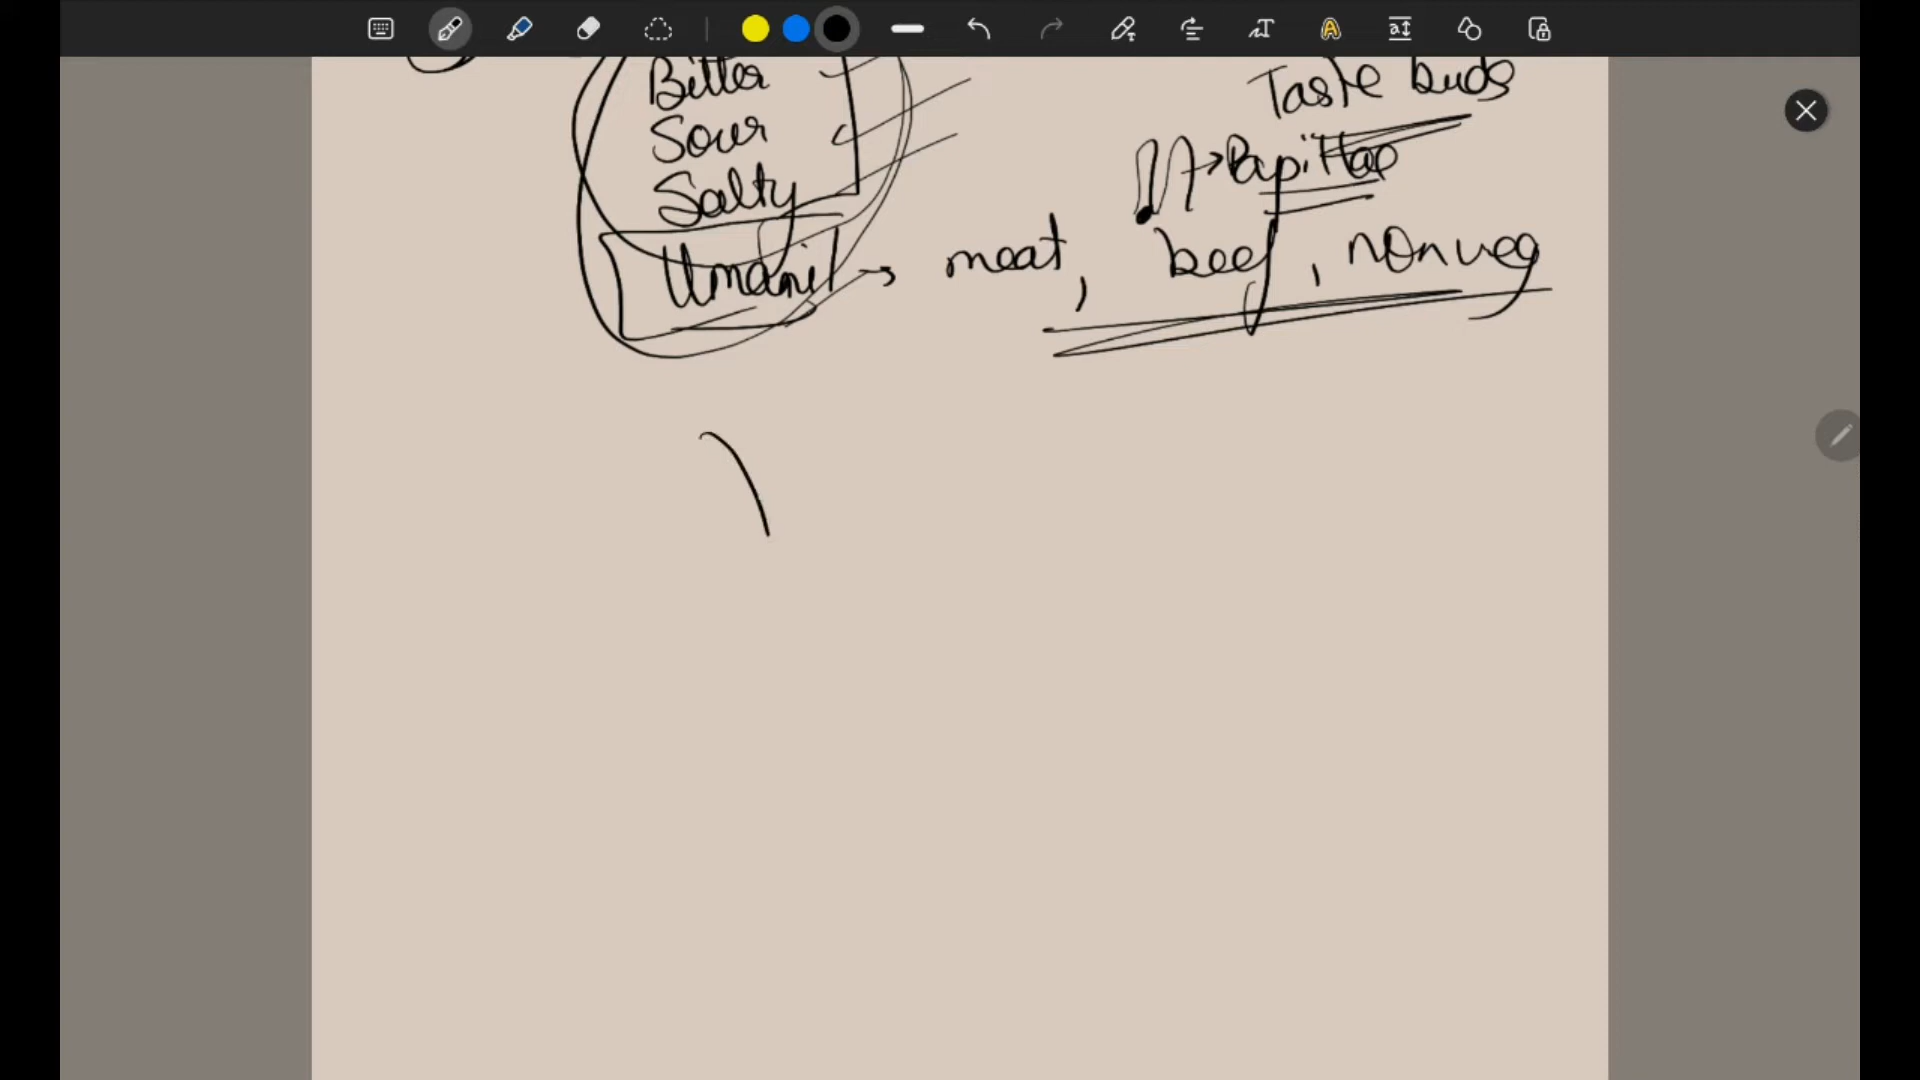 Bitter
Sour
Salty
Umami → meat, beef, nonveg
Taste buds
→ Papillae